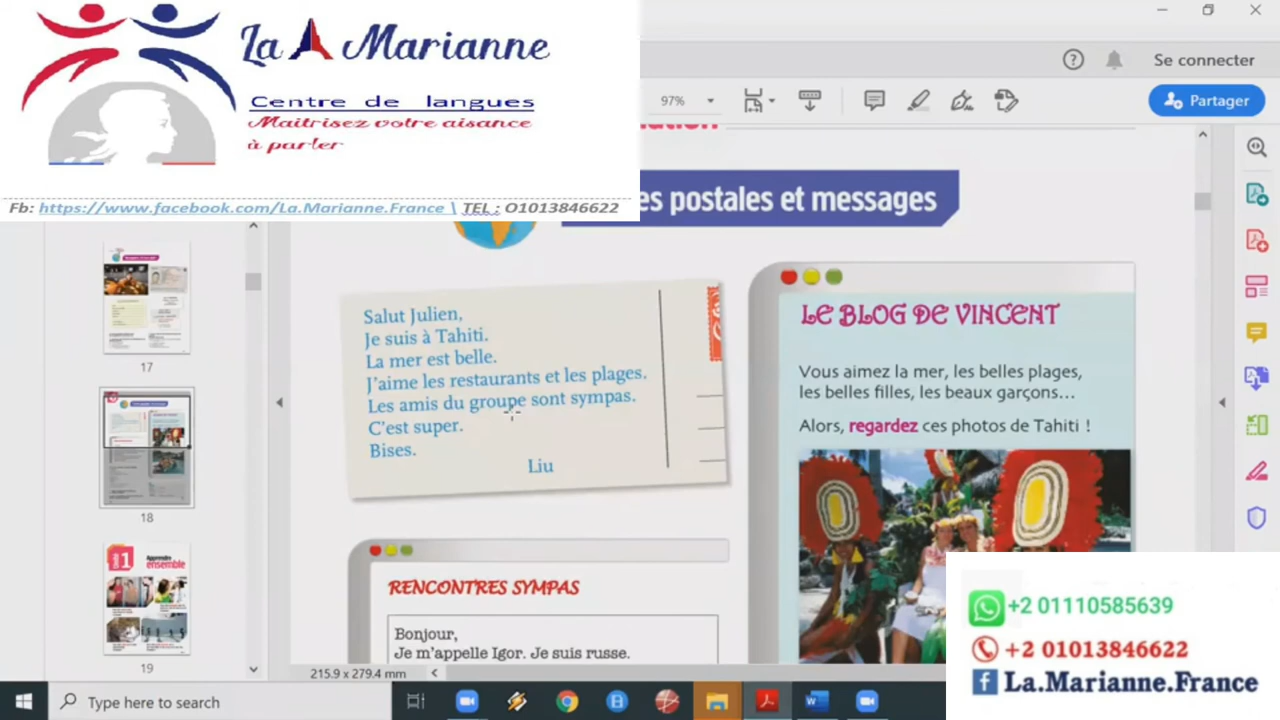 La Marianne
Centre de langues
Maîtrisez votre aisance
à parler
Fb: https://www.facebook.com/La.Marianne.France \ TEL : O1013846622
Se connecter
97%
Partager
es postales et messages
17
18
Apprendre
ensemble
19
Salut Julien,
Je suis à Tahiti.
La mer est belle.
J'aime les restaurants et les plages.
Les amis du groupe sont sympas.
C'est super.
Bises.
Liu
RENCONTRES SYMPAS
Bonjour,
Je m'appelle Igor. Je suis russe.
LE BLOG DE VINCENT
Vous aimez la mer, les belles plages,
les belles filles, les beaux garçons…
Alors, regardez ces photos de Tahiti !
215.9 x 279.4 mm
+2 01110585639
+2 01013846622
La.Marianne.France
Type here to search